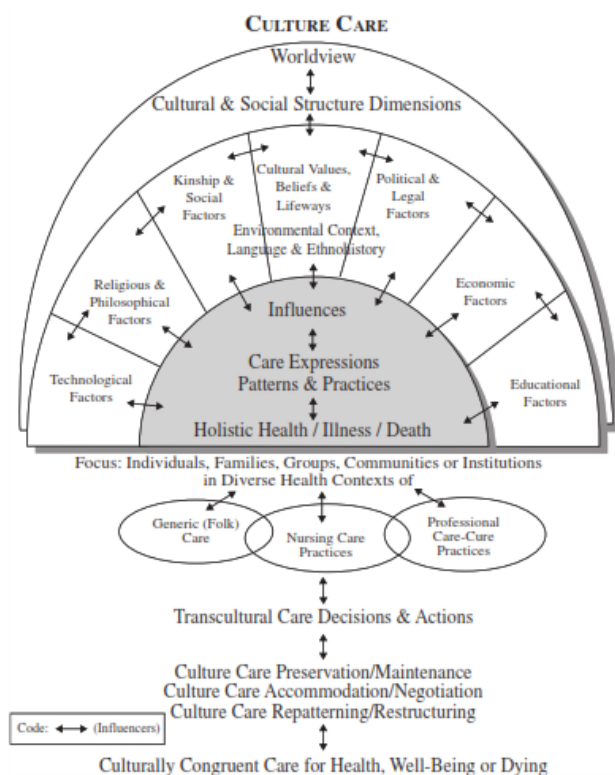 CULTURE CARE
Worldview
Cultural & Social Structure Dimensions
Kinship &
Social
Factors
Cultural Values,
Beliefs &
Lifeways
Political &
Legal
Factors
Environmental Context,
Language & Ethnohistory
Religious &
Philosophical
Factors
Economic
Factors
Technological
Factors
Educational
Factors
Influences
Care Expressions
Patterns & Practices
Holistic Health / Illness / Death
Focus: Individuals, Families, Groups, Communities or Institutions
in Diverse Health Contexts of
Generic (Folk)
Care
Nursing Care
Practices
Professional
Care-Cure
Practices
Transcultural Care Decisions & Actions
Culture Care Preservation/Maintenance
Culture Care Accommodation/Negotiation
Culture Care Repatterning/Restructuring
Code: (Influencers)
Culturally Congruent Care for Health, Well-Being or Dying